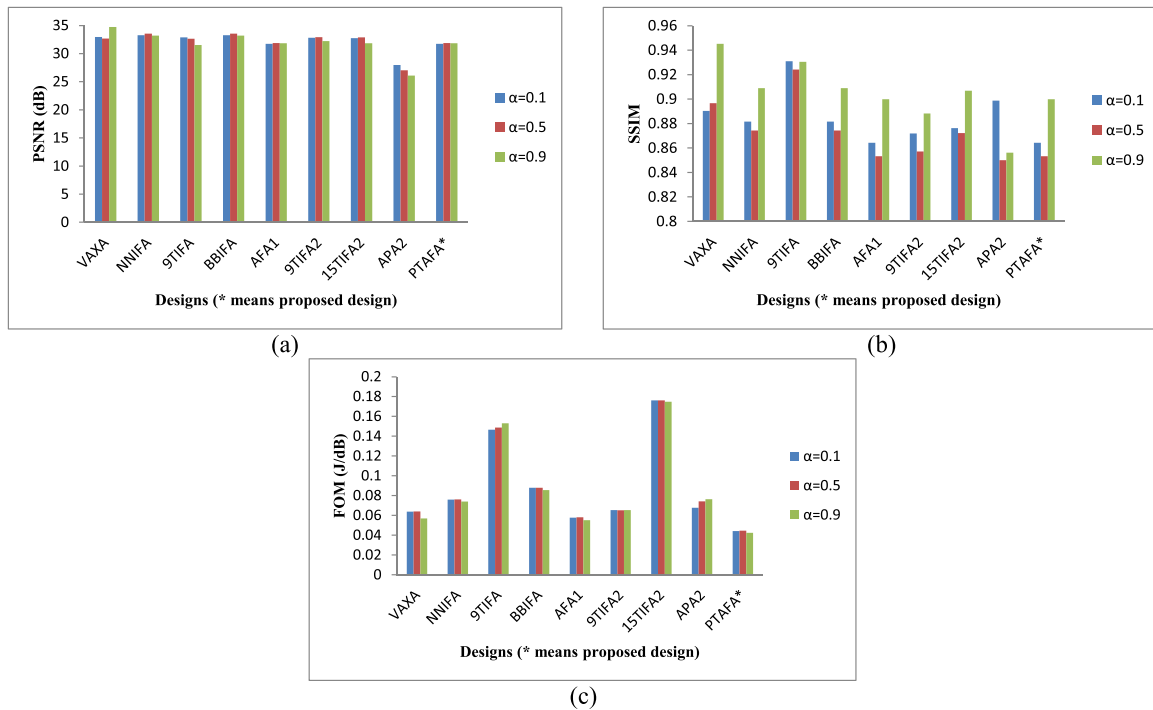 35
30
25
20
15
10
5
0
PSNR (dB)
VAXA
NNIFA
9TIFA
BBIFA
AFA1
9TIFA2
15TIFA2
APA2
PTAFA*
Designs (* means proposed design)
α=0.1
α=0.5
α=0.9
(a)
0.96
0.94
0.92
0.9
0.88
0.86
0.84
0.82
0.8
SSIM
VAXA
NNIFA
9TIFA
BBIFA
AFA1
9TIFA2
15TIFA2
APA2
PTAFA*
Designs (* means proposed design)
α=0.1
α=0.5
α=0.9
(b)
0.2
0.18
0.16
0.14
0.12
0.1
0.08
0.06
0.04
0.02
0
FOM (J/dB)
VAXA
NNIFA
9TIFA
BBIFA
AFA1
9TIFA2
15TIFA2
APA2
PTAFA*
Designs (* means proposed design)
α=0.1
α=0.5
α=0.9
(c)